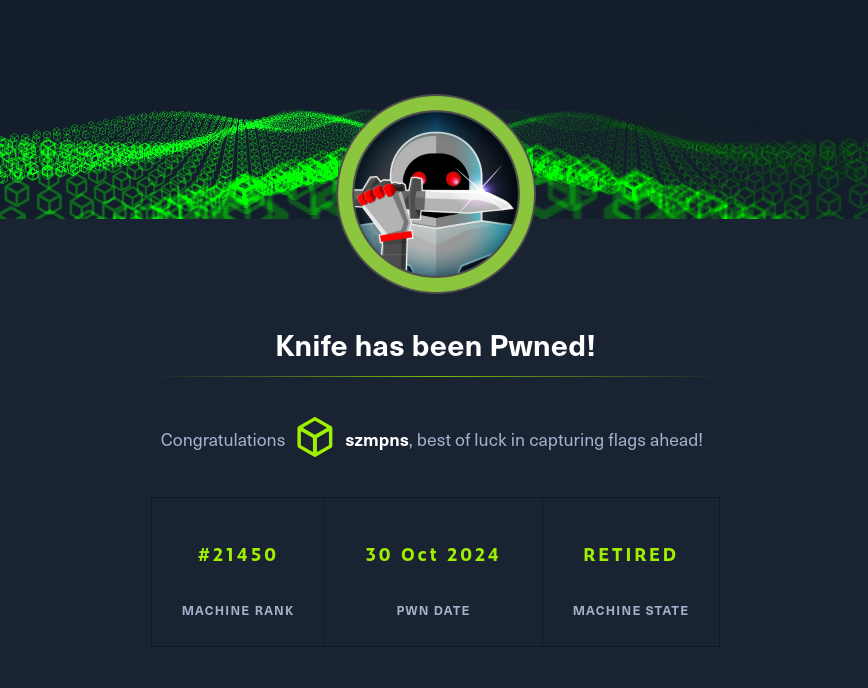 Knife has been Pwned!
Congratulations szmpns, best of luck in capturing flags ahead!
#21450 30 Oct 2024 RETIRED
MACHINE RANK PWN DATE MACHINE STATE